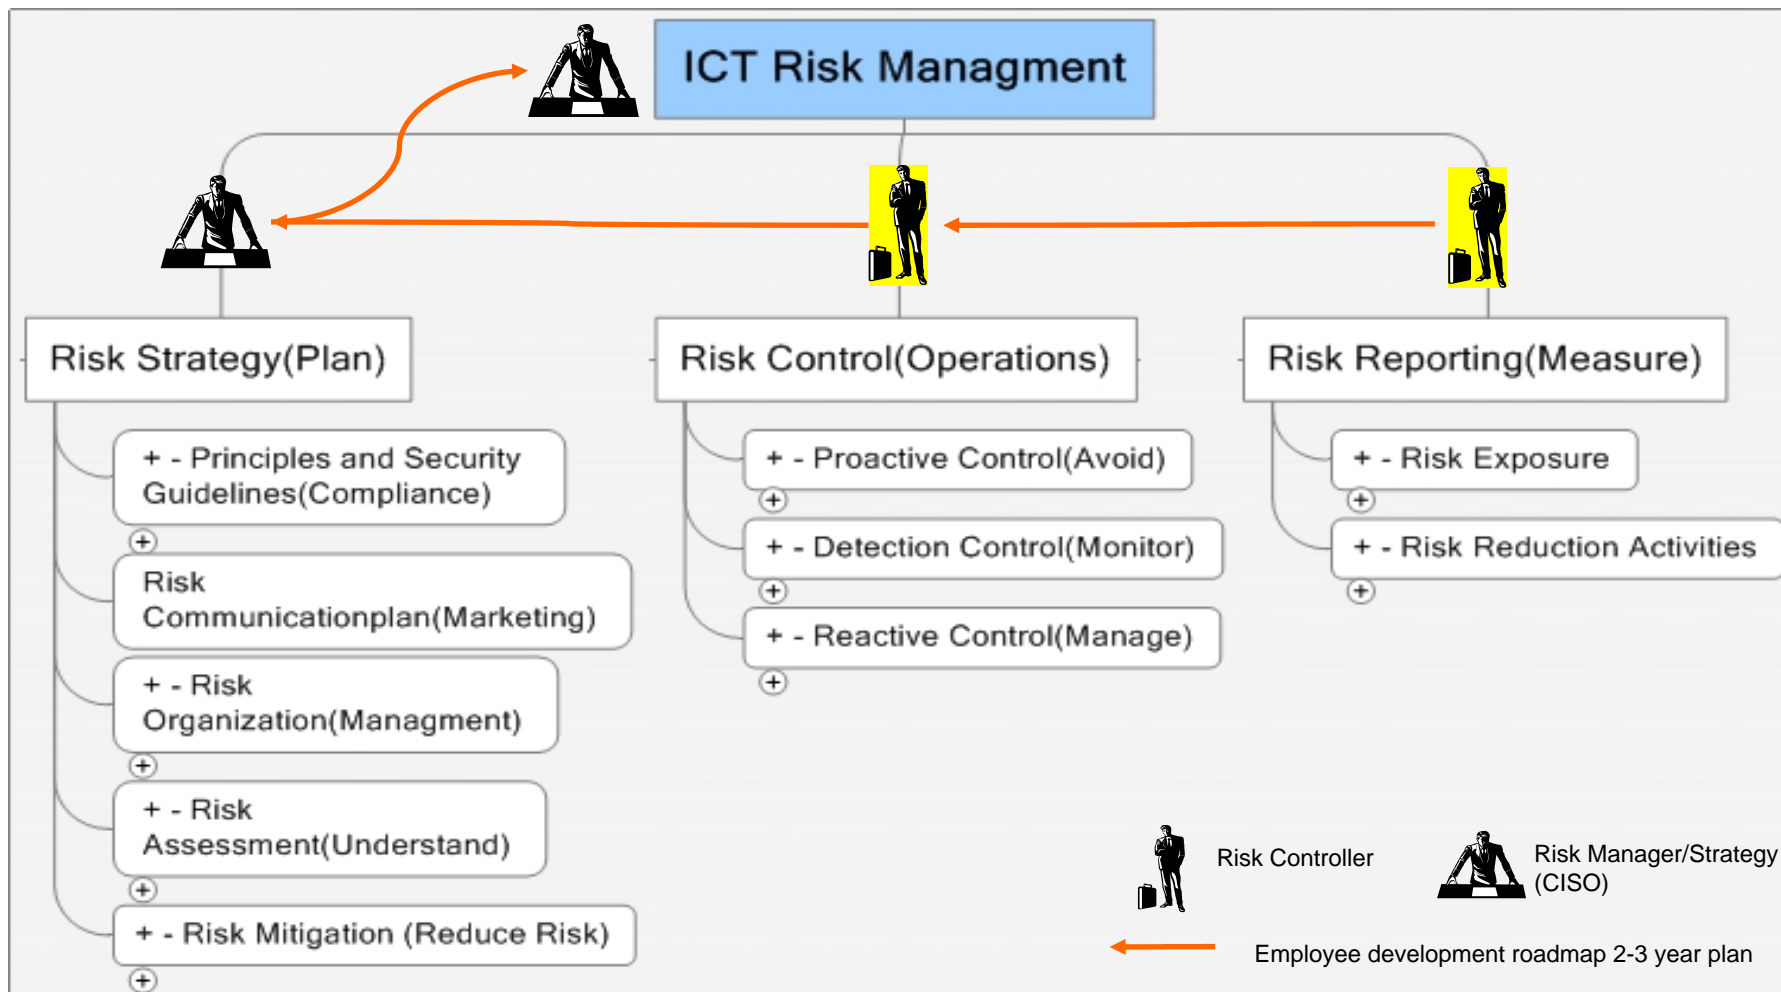 ICT Risk Managment
Risk Strategy(Plan)
+ - Principles and Security
Guidelines(Compliance)
Risk
Communicationplan(Marketing)
+ - Risk
Organization(Managment)
+ - Risk
Assessment(Understand)
+ - Risk Mitigation (Reduce Risk)
Risk Control(Operations)
+ - Proactive Control(Avoid)
+ - Detection Control(Monitor)
+ - Reactive Control(Manage)
Risk Reporting(Measure)
+ - Risk Exposure
+ - Risk Reduction Activities
Risk Controller
Risk Manager/Strategy
(CISO)
Employee development roadmap 2-3 year plan